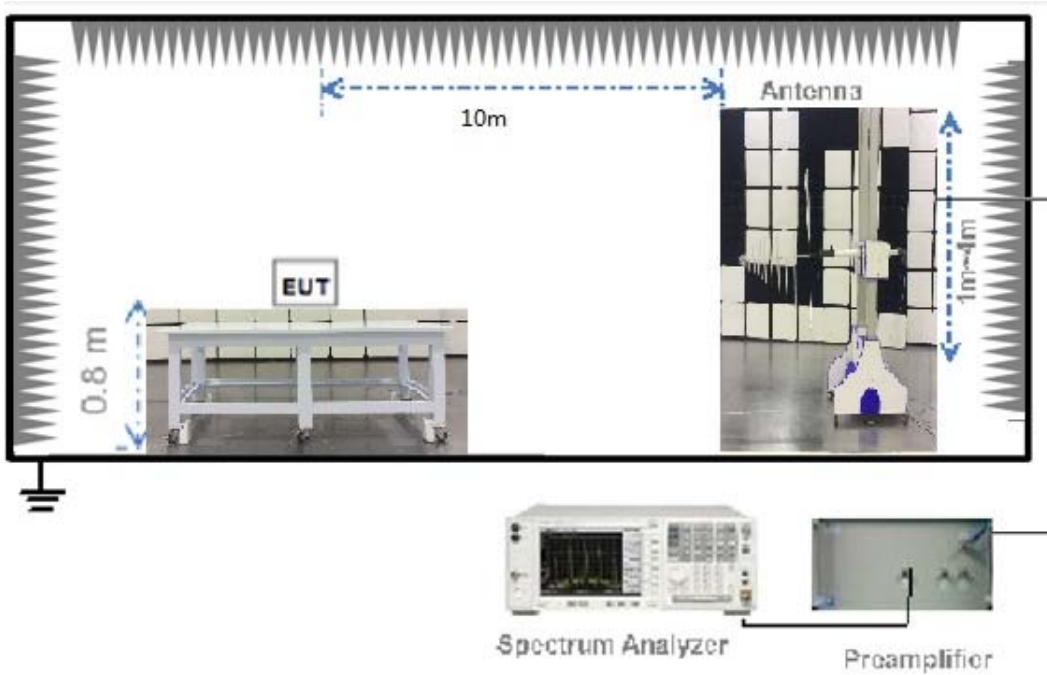 10m
Antenna
1m~4m
EUT
0.8 m
Spectrum Analyzer
Preamplifier